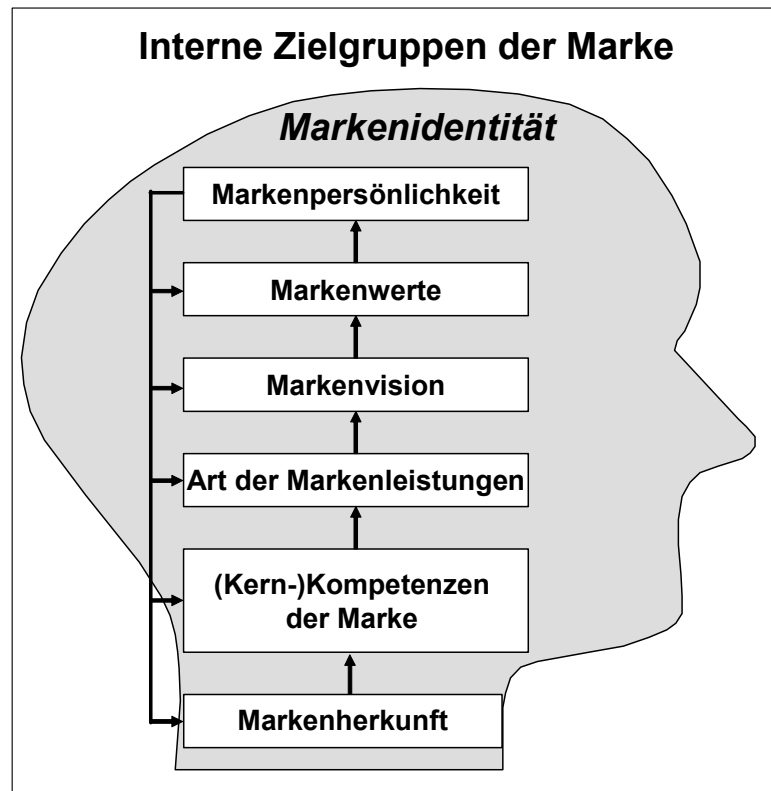 Interne Zielgruppen der Marke
Markenidentität
Markenpersönlichkeit
Markenwerte
Markenvision
Art der Markenleistungen
(Kern-)Kompetenzen
der Marke
Markenherkunft